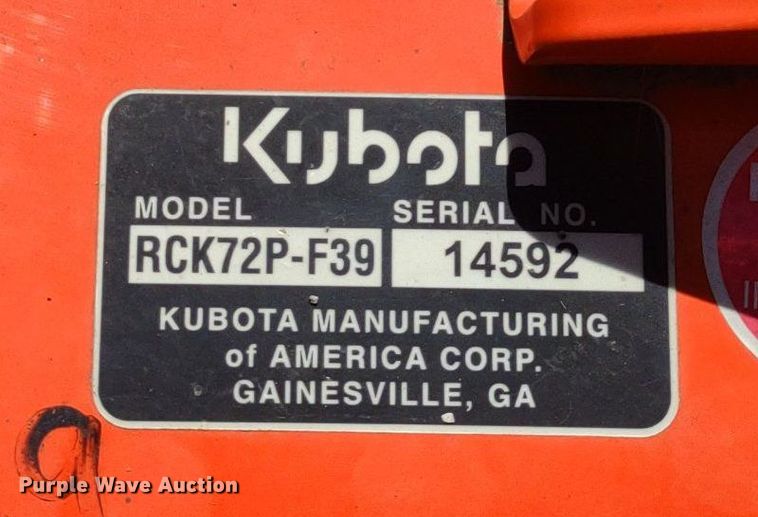 Kubota
MODEL SERIAL NO.
RCK72P-F39 14592
KUBOTA MANUFACTURING
of AMERICA CORP.
GAINESVILLE, GA
a
Purple Wave Auction